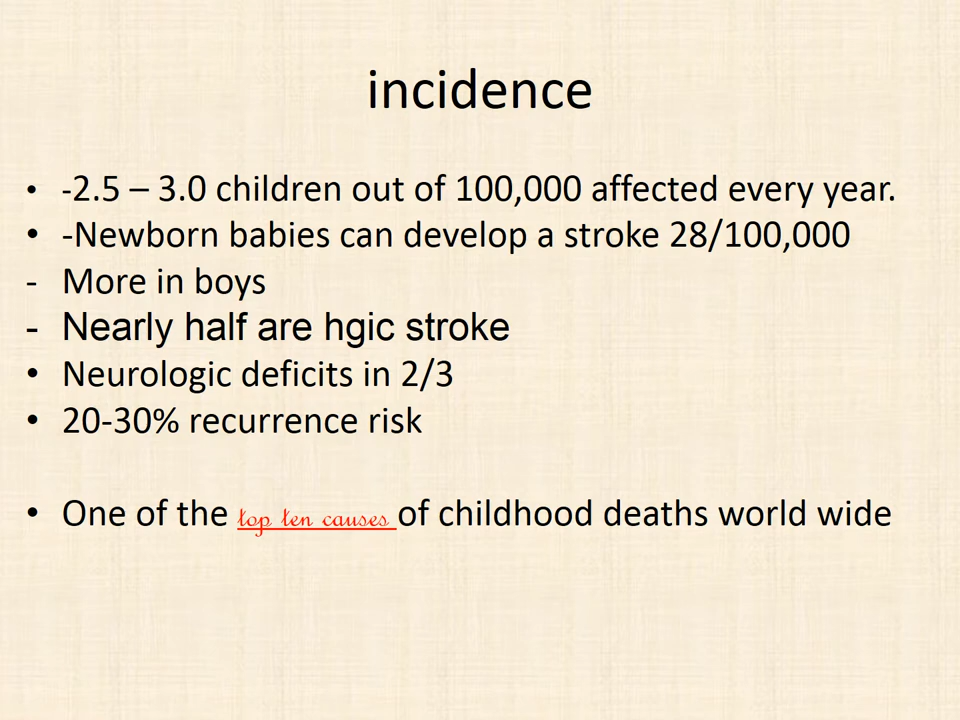 incidence
• -2.5 – 3.0 children out of 100,000 affected every year.
• -Newborn babies can develop a stroke 28/100,000
- More in boys
- Nearly half are hgic stroke
• Neurologic deficits in 2/3
• 20-30% recurrence risk
• One of the top ten causes of childhood deaths world wide